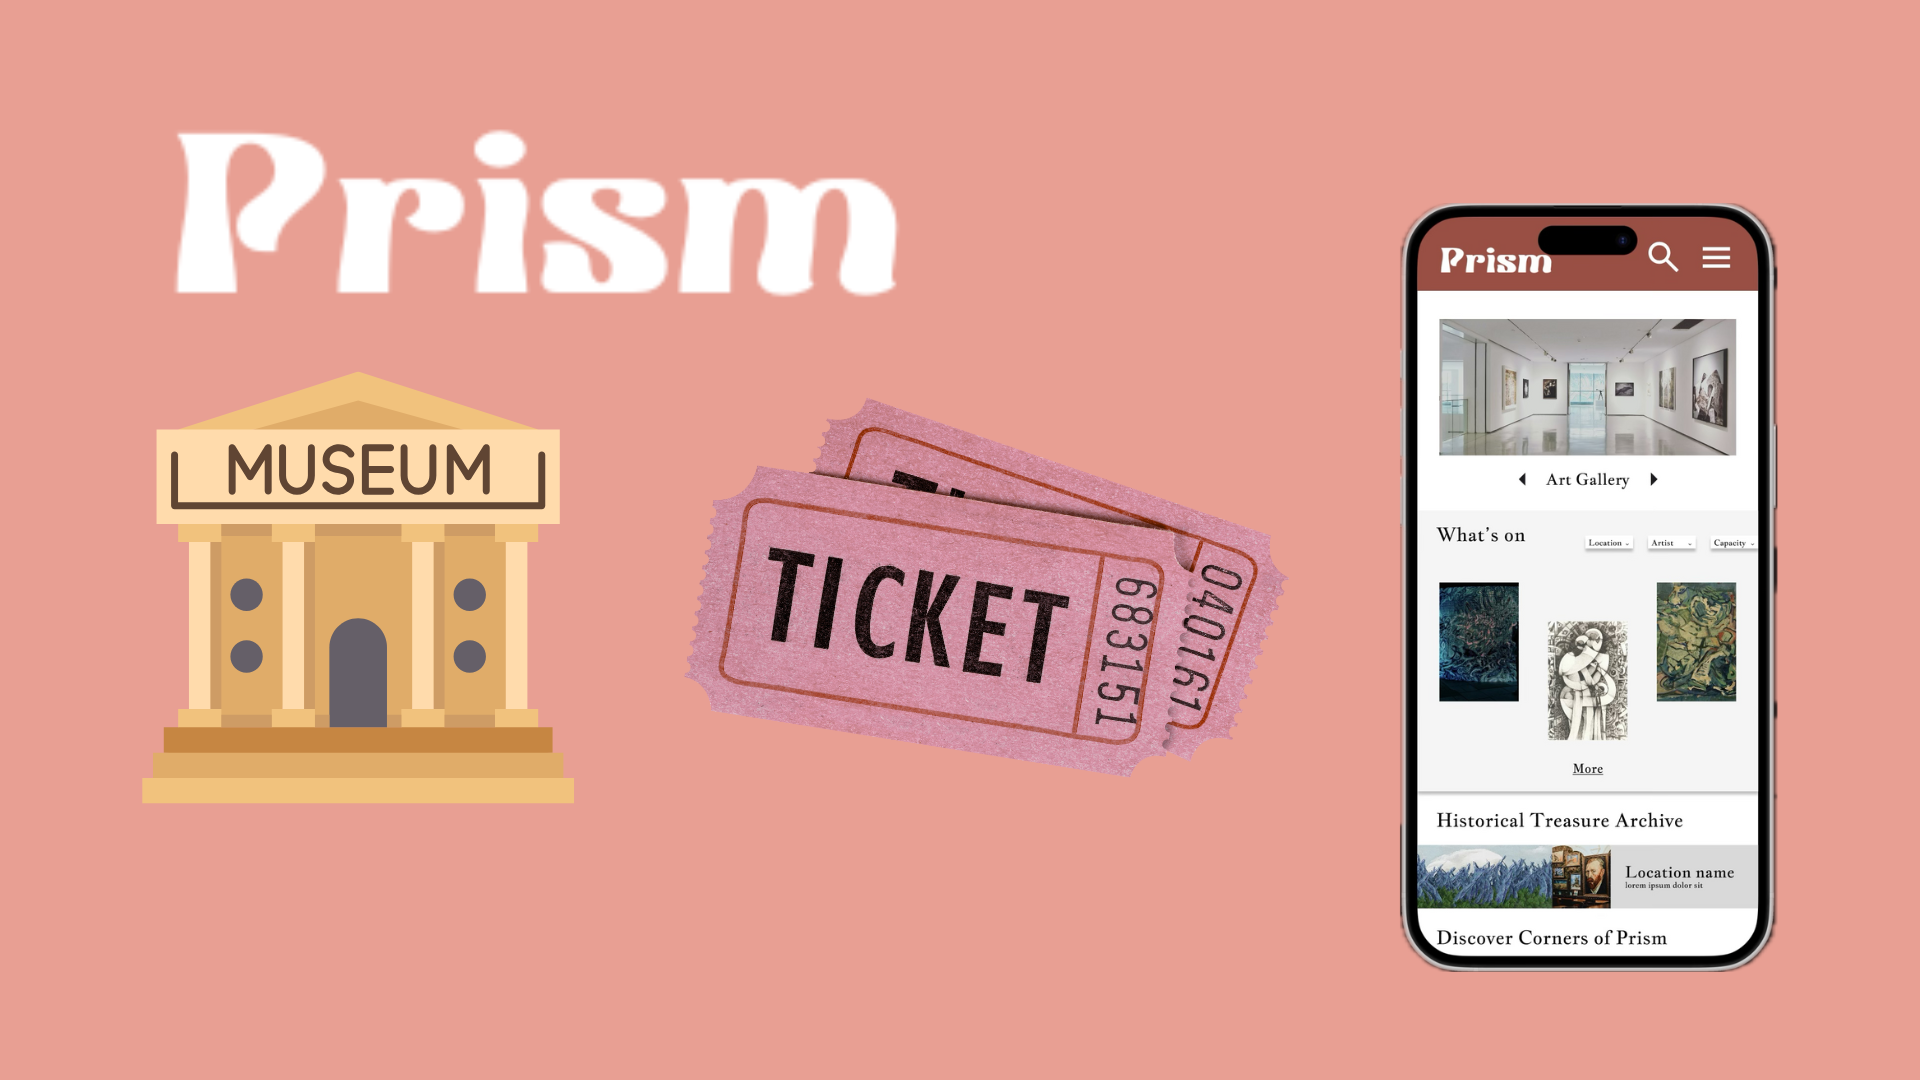 Prism
MUSEUM
TICKET
683151
040161
Prism
Art Gallery
What's on
Location
Artist
Capacity
More
Historical Treasure Archive
Location name
lorem ipsum dolor sit
Discover Corners of Prism